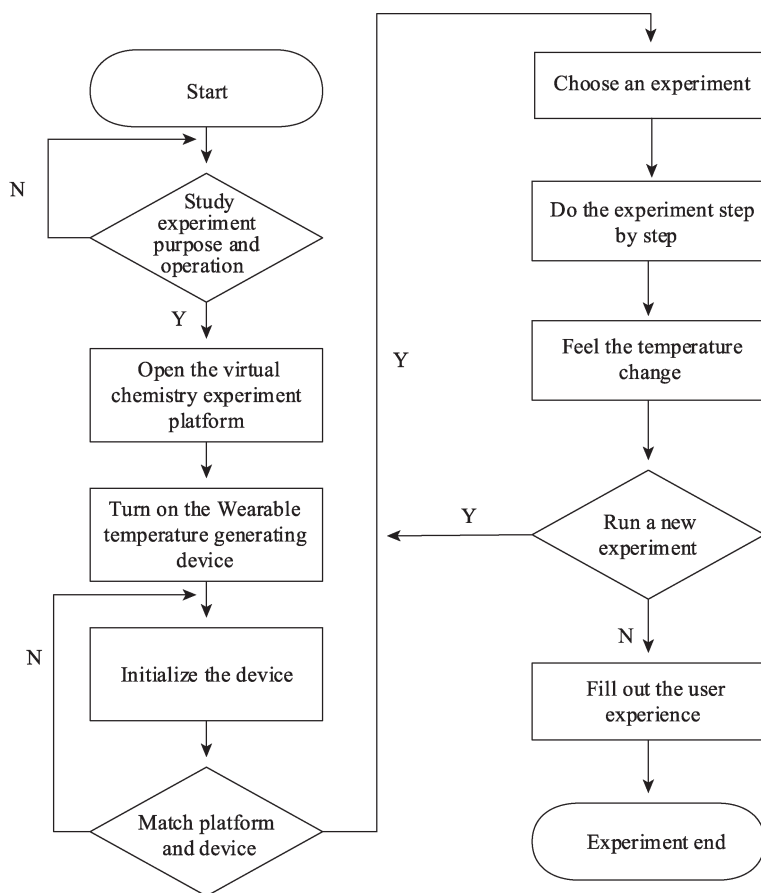 Start
N
Study
experiment
purpose and
operation
Y
Open the virtual
chemistry experiment
platform
Turn on the Wearable
temperature generating
device
N
Initialize the device
Match platform
and device
Y
Choose an experiment
Do the experiment step
by step
Feel the temperature
change
Y
Run a new
experiment
N
Fill out the user
experience
Experiment end